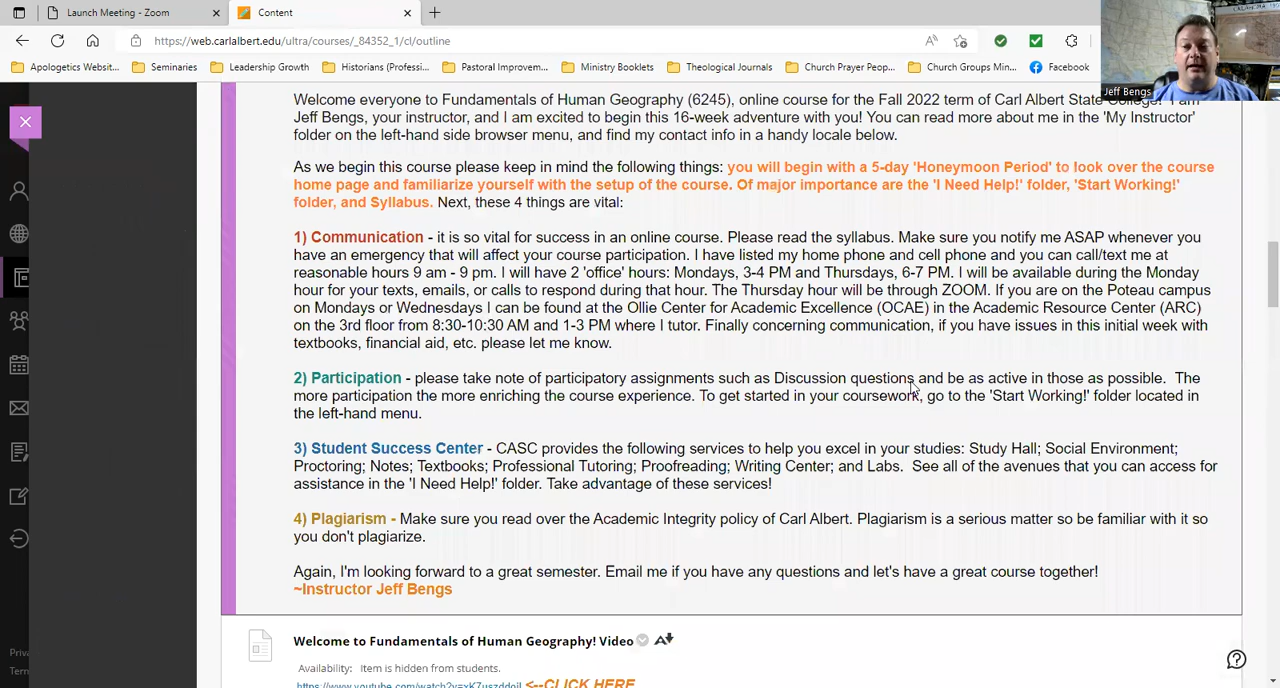 Launch Meeting - Zoom
Content
https://web.carlalbert.edu/ultra/courses/_84352_1/cl/outline
Apologetics Websit...
Seminaries
Leadership Growth
Historians (Professi...
Pastoral Improvem...
Ministry Booklets
Theological Journals
Church Prayer Peop...
Church Groups Min...
Facebook
Jeff Bengs
Welcome everyone to Fundamentals of Human Geography (6245), online course for the Fall 2022 term of Carl Albert State College! I am
Jeff Bengs, your instructor, and I am excited to begin this 16-week adventure with you! You can read more about me in the 'My Instructor'
folder on the left-hand side browser menu, and find my contact info in a handy locale below.
As we begin this course please keep in mind the following things: you will begin with a 5-day 'Honeymoon Period' to look over the course
home page and familiarize yourself with the setup of the course. Of major importance are the 'I Need Help!' folder, 'Start Working!'
folder, and Syllabus. Next, these 4 things are vital:
1) Communication - it is so vital for success in an online course. Please read the syllabus. Make sure you notify me ASAP whenever you
have an emergency that will affect your course participation. I have listed my home phone and cell phone and you can call/text me at
reasonable hours 9 am - 9 pm. I will have 2 'office' hours: Mondays, 3-4 PM and Thursdays, 6-7 PM. I will be available during the Monday
hour for your texts, emails, or calls to respond during that hour. The Thursday hour will be through ZOOM. If you are on the Poteau campus
on Mondays or Wednesdays I can be found at the Ollie Center for Academic Excellence (OCAE) in the Academic Resource Center (ARC)
on the 3rd floor from 8:30-10:30 AM and 1-3 PM where I tutor. Finally concerning communication, if you have issues in this initial week with
textbooks, financial aid, etc. please let me know.
2) Participation - please take note of participatory assignments such as Discussion questions and be as active in those as possible. The
more participation the more enriching the course experience. To get started in your coursework, go to the 'Start Working!' folder located in
the left-hand menu.
3) Student Success Center - CASC provides the following services to help you excel in your studies: Study Hall; Social Environment;
Proctoring; Notes; Textbooks; Professional Tutoring; Proofreading; Writing Center; and Labs. See all of the avenues that you can access for
assistance in the 'I Need Help!' folder. Take advantage of these services!
4) Plagiarism - Make sure you read over the Academic Integrity policy of Carl Albert. Plagiarism is a serious matter so be familiar with it so
you don't plagiarize.
Again, I'm looking forward to a great semester. Email me if you have any questions and let's have a great course together!
~Instructor Jeff Bengs
Welcome to Fundamentals of Human Geography! Video
Availability: Item is hidden from students.
<--CLICK HERE
Priv
Tern